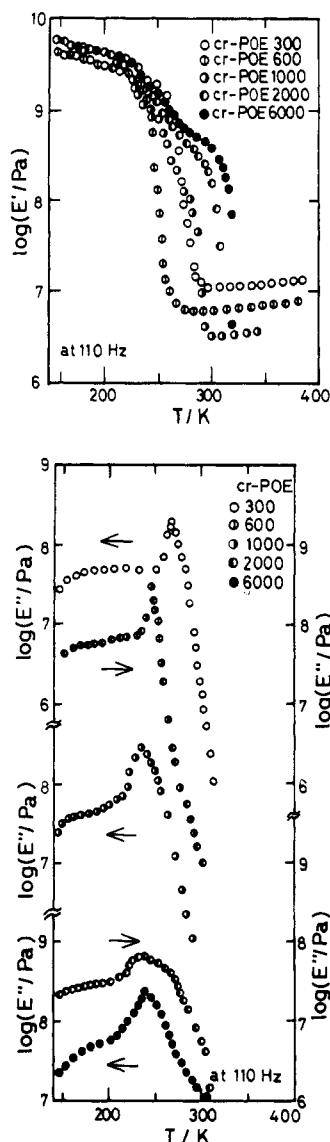 10
9
8
7
6
log(E'/Pa)
○ cr-POE 300
cr-POE 600
cr-POE 1000
cr-POE 2000
● cr-POE 6000
at 110 Hz
200
300
400
T / K
9
8
7
6
log(E"/Pa)
cr-POE
300
600
1000
2000
6000
9
8
6
log(E"/Pa)
8
7
log(E"/Pa)
9
8
9
8
7
log(E"/Pa)
8
7
6
log(E"/Pa)
at 110 Hz
200
300
400
T / K